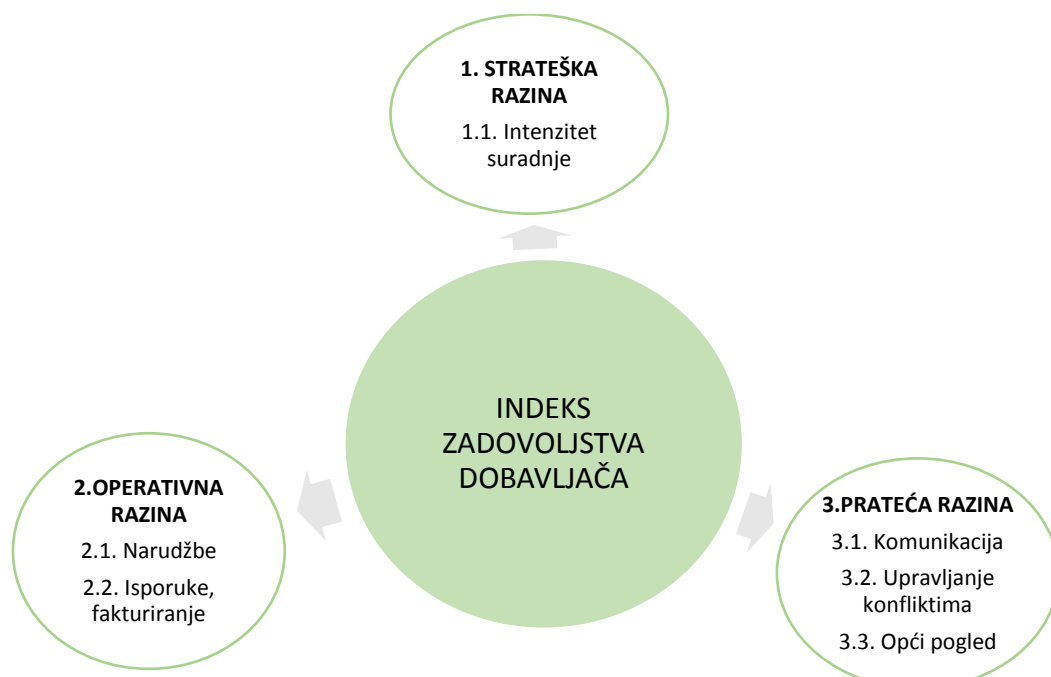 1. STRATEŠKA
RAZINA
1.1. Intenzitet
suradnje
INDEKS
ZADOVOLJSTVA
DOBAVLJAČA
2.OPERATIVNA
RAZINA
2.1. Narudžbe
2.2. Isporuke,
fakturiranje
3.PRATEĆA RAZINA
3.1. Komunikacija
3.2. Upravljanje
konfliktima
3.3. Opći pogled